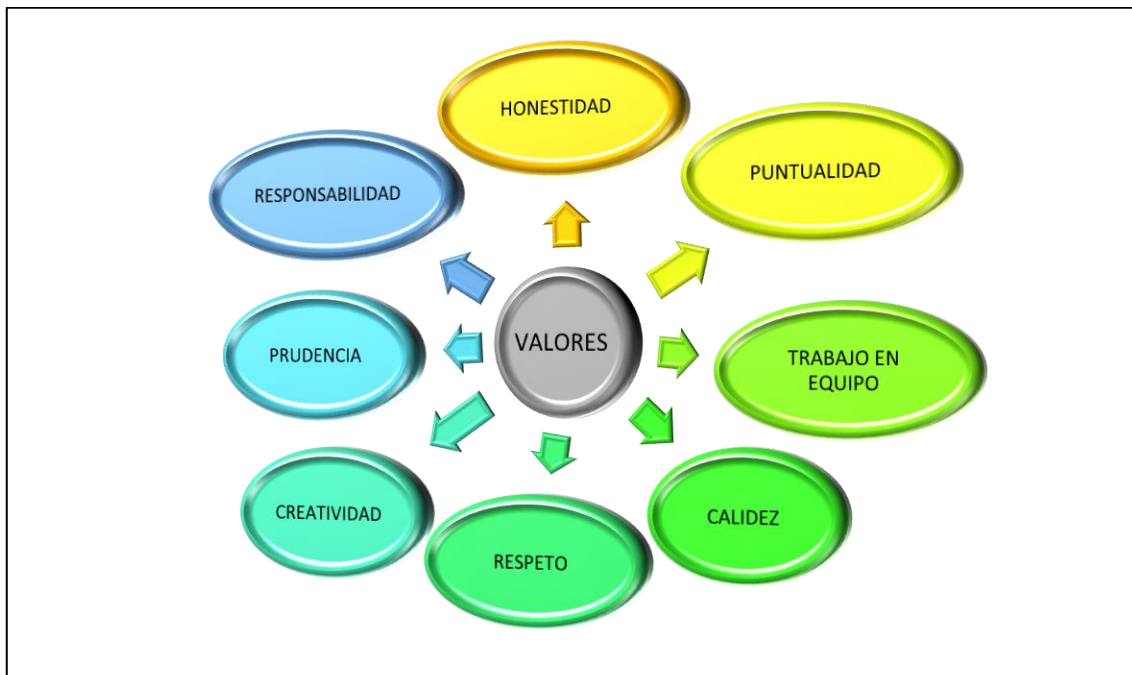 HONESTIDAD
PUNTUALIDAD
RESPONSABILIDAD
VALORES
PRUDENCIA
TRABAJO EN
EQUIPO
CREATIVIDAD
CALIDEZ
RESPETO